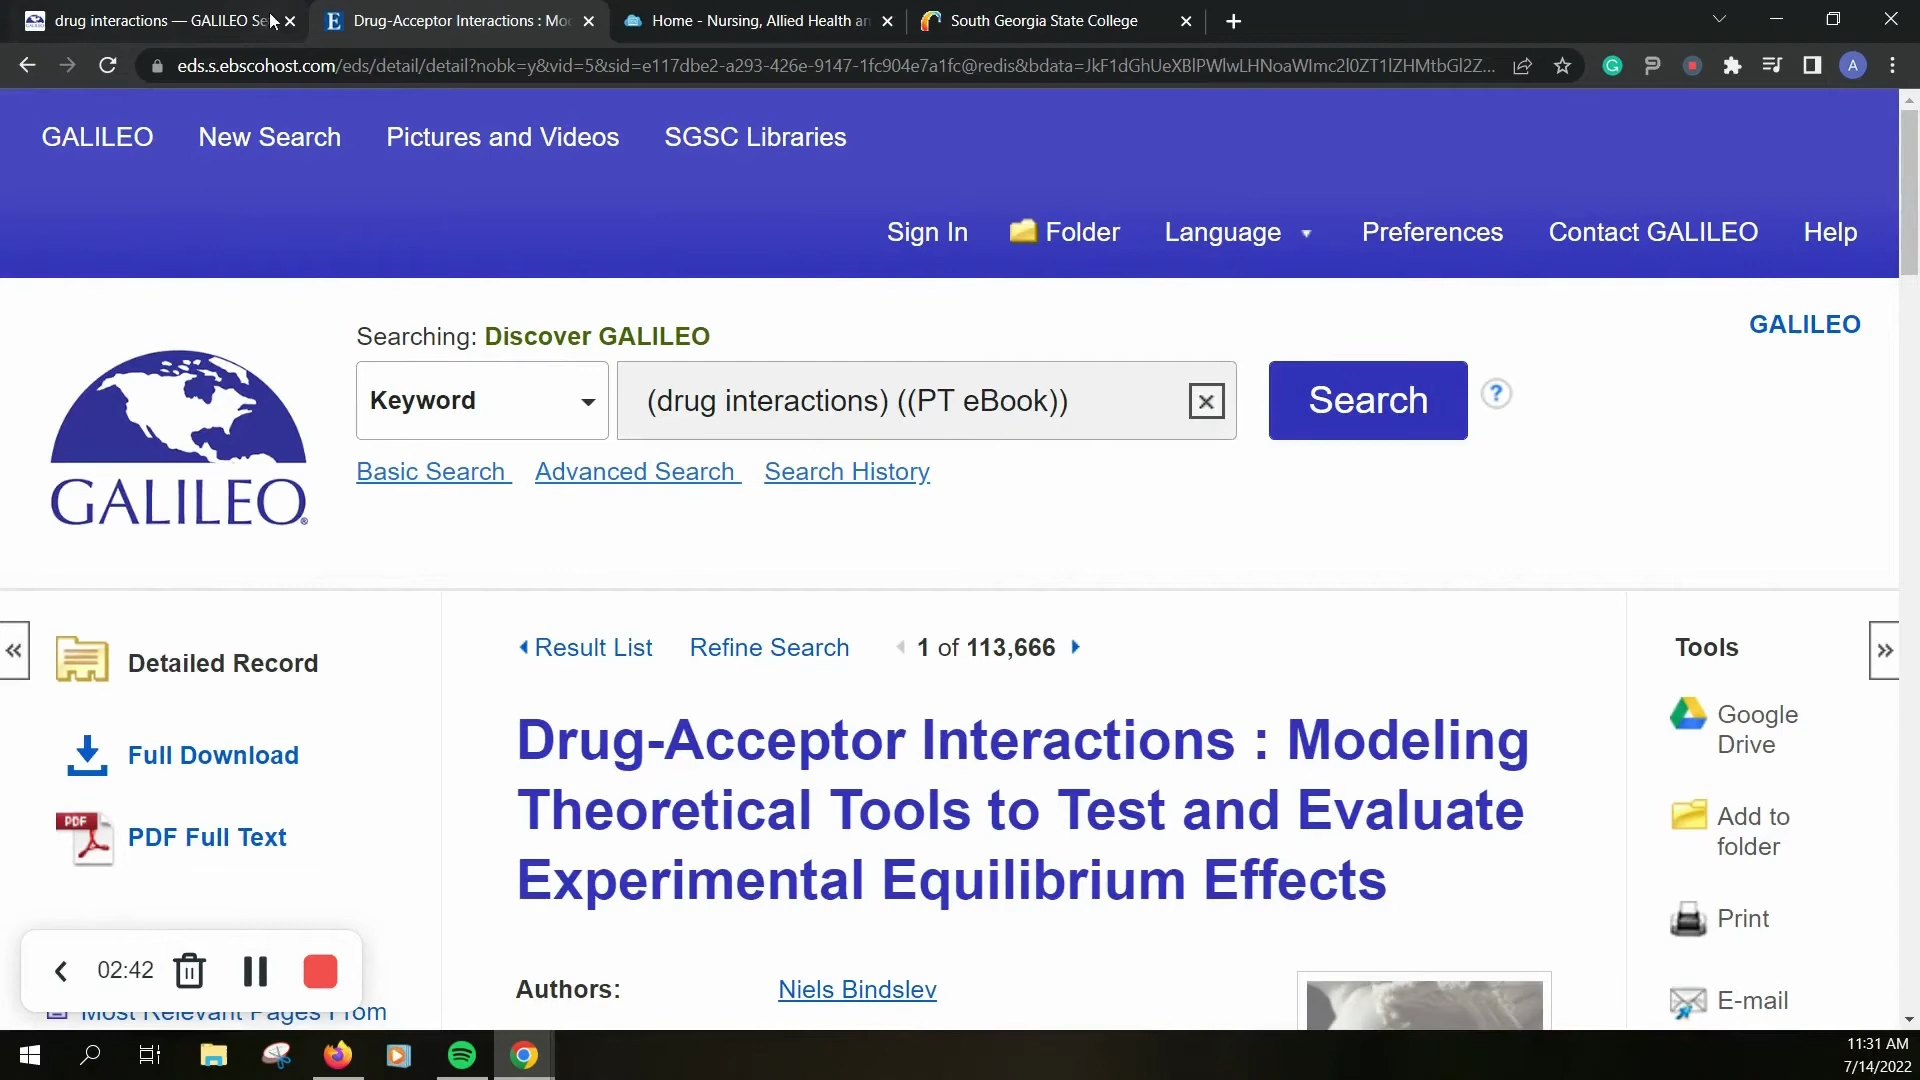 drug interactions — GALILEO Se
Drug-Acceptor Interactions : Mod
Home - Nursing, Allied Health an
South Georgia State College
eds.s.ebscohost.com/eds/detail/detail?nobk=y&vid=5&sid=e117dbe2-a293-426e-9147-1fc904e7a1fc@redis&bdata=JkF1dGhUeXBlPWlwLHNoaWImc2l0ZT1lZHMtbGl2Z...
A
GALILEO New Search Pictures and Videos SGSC Libraries
Sign In Folder Language Preferences Contact GALILEO Help
Searching: Discover GALILEO
GALILEO
Keyword
(drug interactions) ((PT eBook))
Search
?
Basic Search Advanced Search Search History
GALILEO
Detailed Record
Full Download
PDF
PDF Full Text
Most Relevant Pages From
02:42
Result List Refine Search 1 of 113,666
Drug-Acceptor Interactions : Modeling
Theoretical Tools to Test and Evaluate
Experimental Equilibrium Effects
Authors: Niels Bindslev
Tools
Google
Drive
Add to
folder
Print
E-mail
11:31 AM
7/14/2022